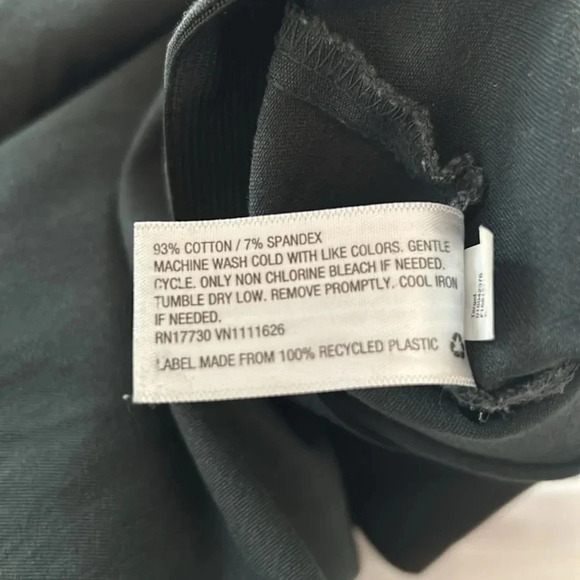 93% COTTON / 7% SPANDEX
MACHINE WASH COLD WITH LIKE COLORS. GENTLE
CYCLE. ONLY NON CHLORINE BLEACH IF NEEDED.
TUMBLE DRY LOW. REMOVE PROMPTLY. COOL IRON
IF NEEDED.
RN17730 VN1111626
LABEL MADE FROM 100% RECYCLED PLASTIC
Target